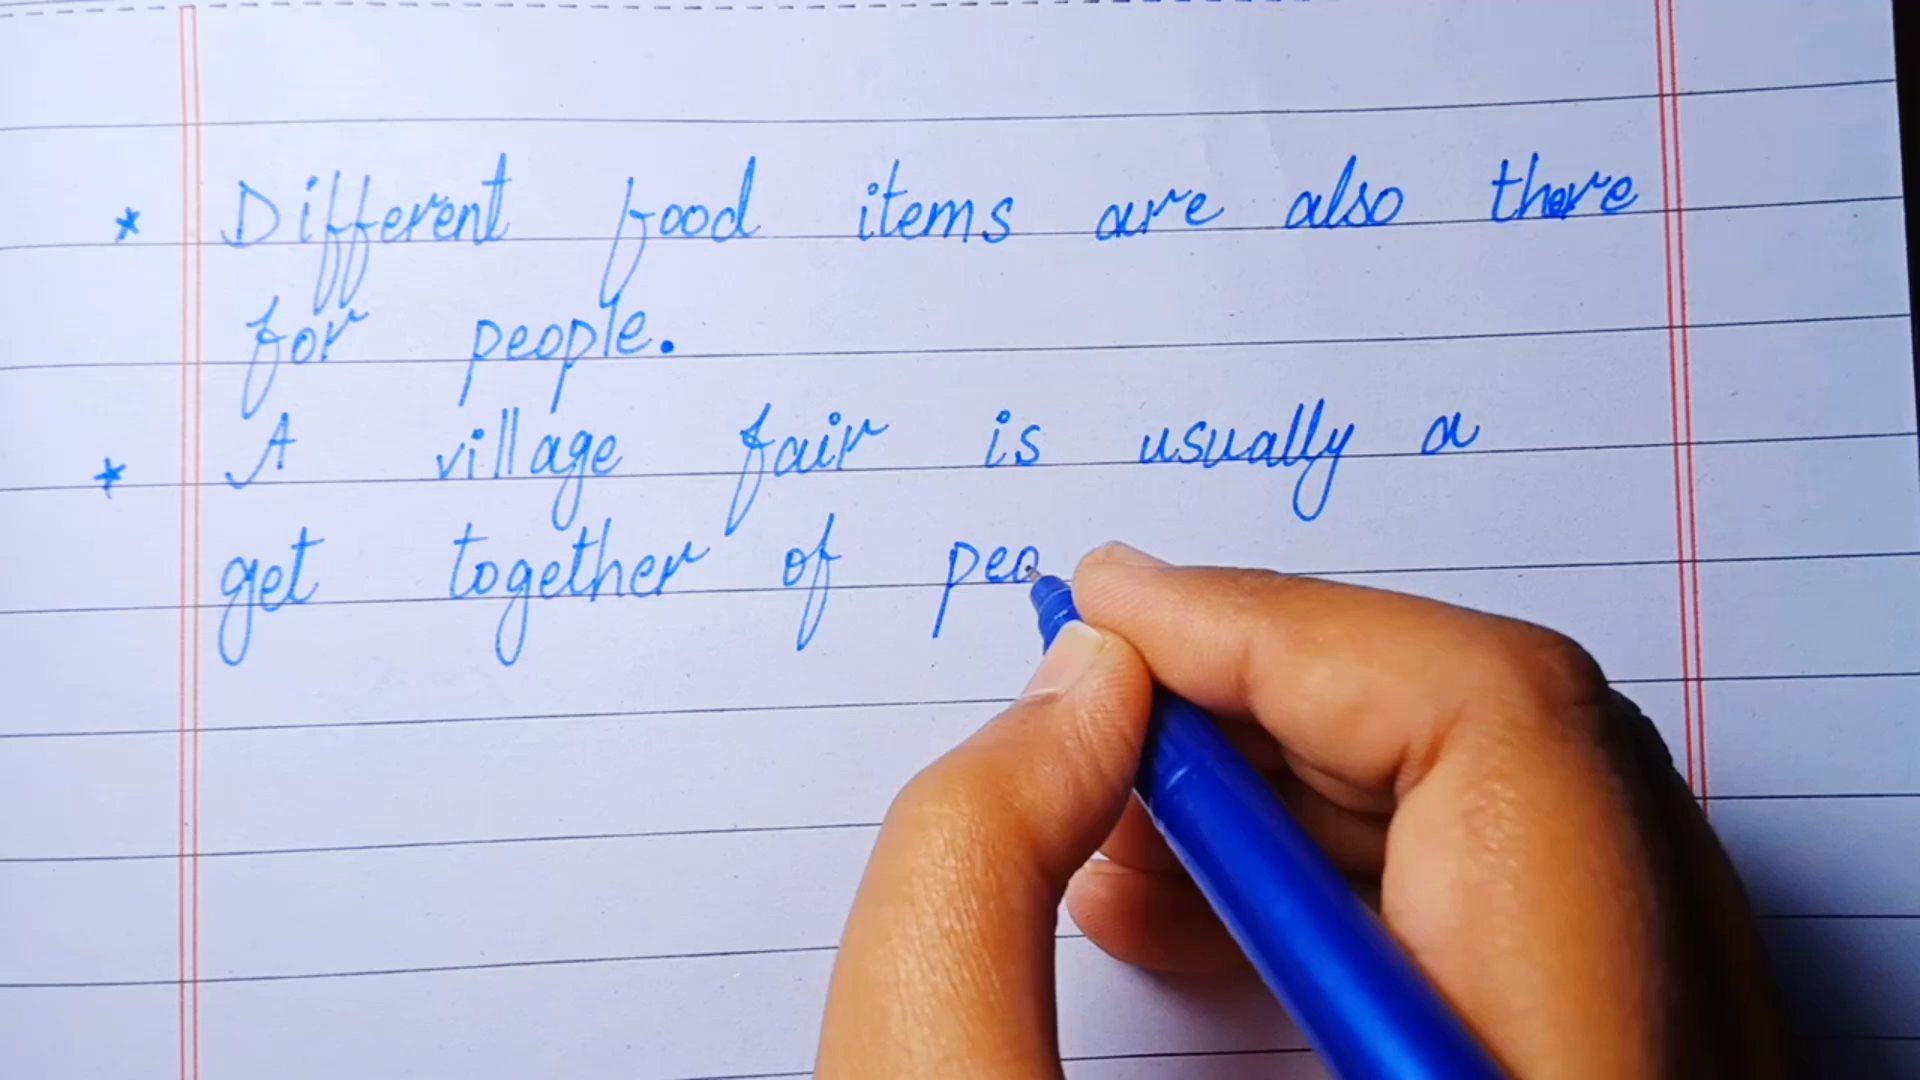 * Different food items are also there
for people.
* A village fair is usually a
get together of peo